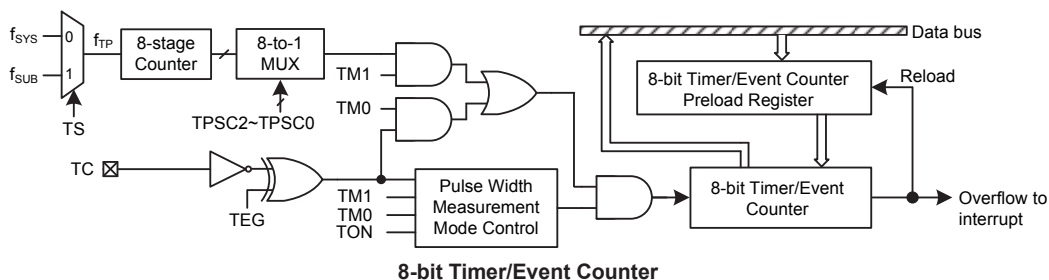 fSYS
0
fTP
8-stage
Counter
8-to-1
MUX
fSUB
1
TS
TPSC2~TPSC0
TM1
TM0
TC
TEG
TM1
TM0
TON
Pulse Width
Measurement
Mode Control
Data bus
8-bit Timer/Event Counter
Preload Register
Reload
8-bit Timer/Event
Counter
Overflow to
interrupt
8-bit Timer/Event Counter